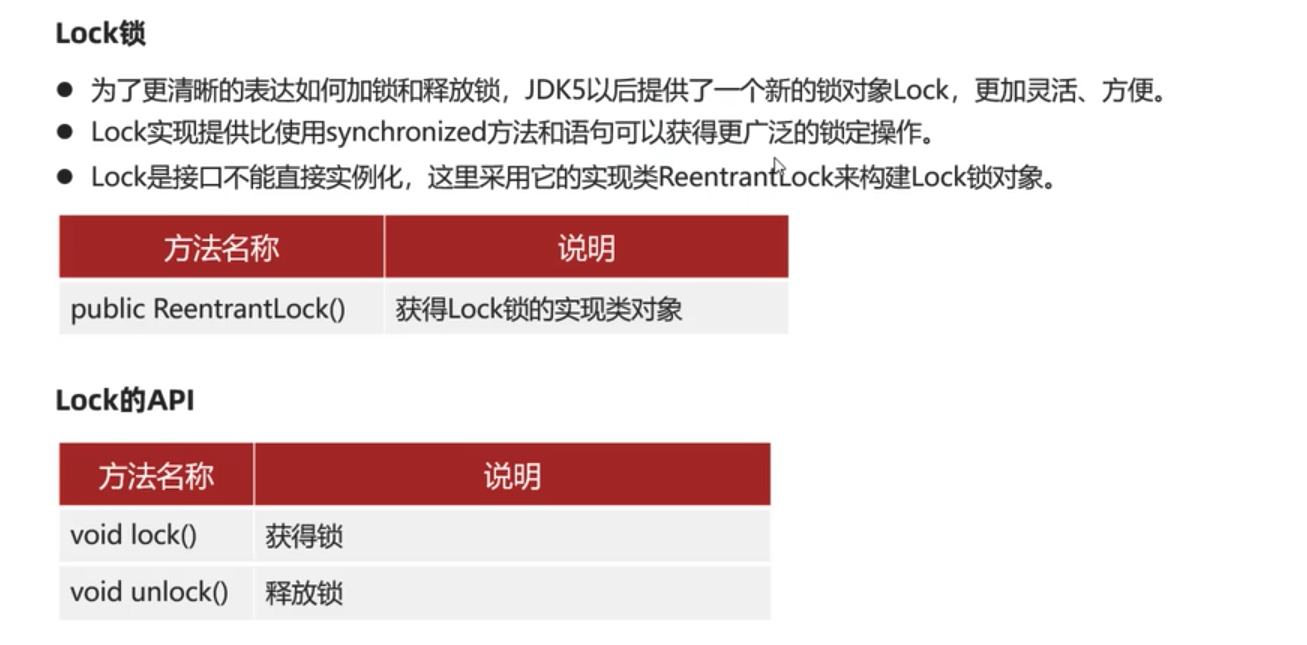 Lock锁
● 为了更清晰的表达如何加锁和释放锁，JDK5以后提供了一个新的锁对象Lock，更加灵活、方便。
● Lock实现提供比使用synchronized方法和语句可以获得更广泛的锁定操作。
● Lock是接口不能直接实例化，这里采用它的实现类ReentrantLock来构建Lock锁对象。
方法名称 说明
public ReentrantLock() 获得Lock锁的实现类对象
Lock的API
方法名称 说明
void lock() 获得锁
void unlock() 释放锁